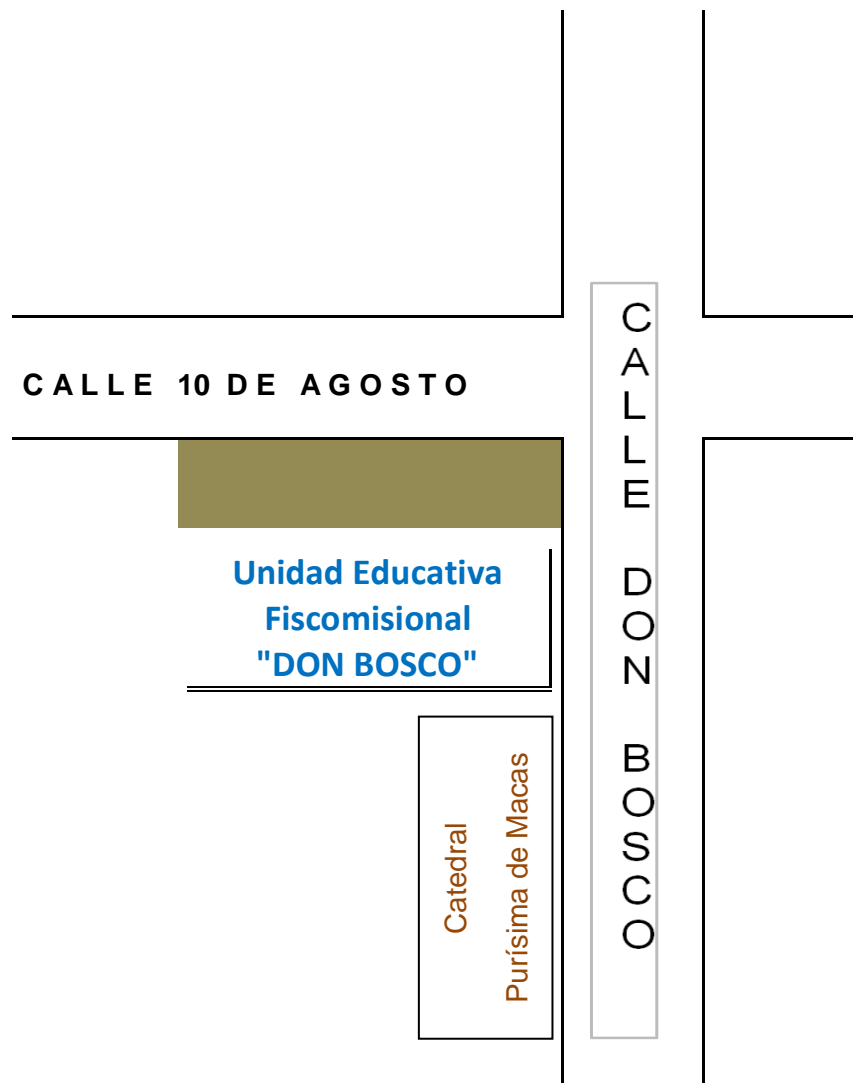 CALLE 10 DE AGOSTO
CALLE DON BOSCO
Unidad Educativa
Fiscomisional
"DON BOSCO"
Catedral
Purísima de Macas